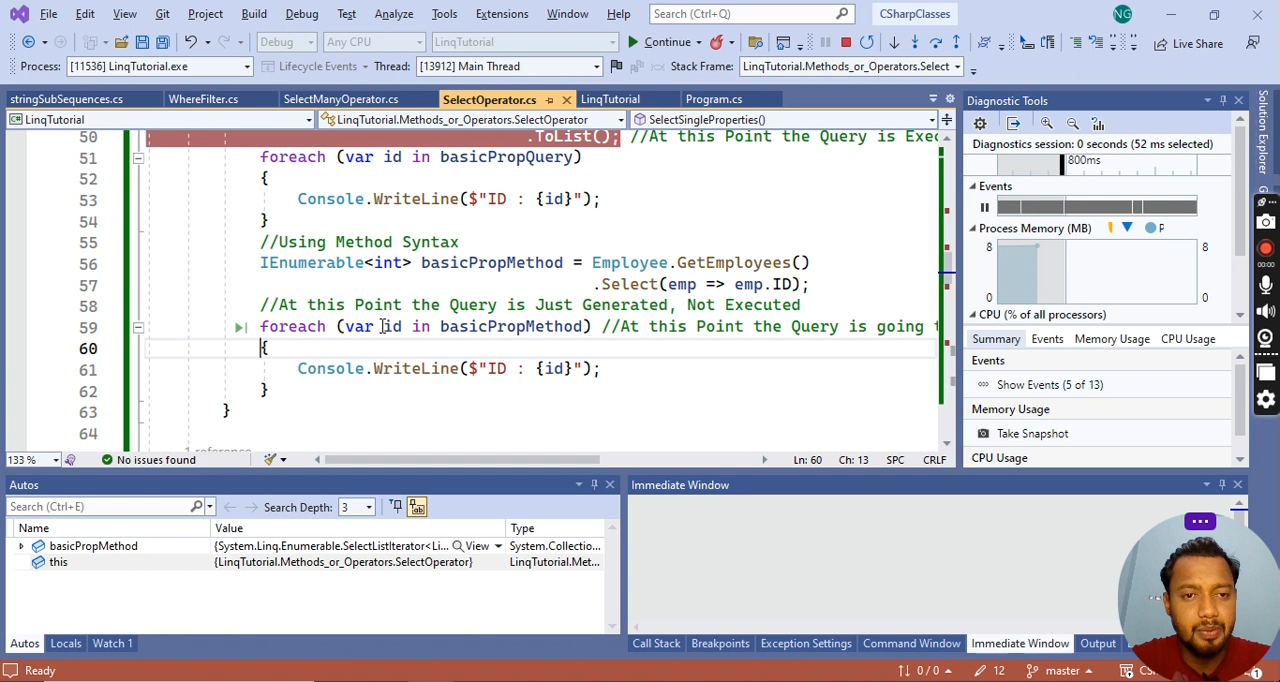 File Edit View Git Project Build Debug Test Analyze Tools Extensions Window Help Search (Ctrl+Q) CSharpClasses NG
Debug Any CPU LinqTutorial Continue Live Share
Process: [11536] LinqTutorial.exe Lifecycle Events Thread: [13912] Main Thread Stack Frame: LinqTutorial.Methods_or_Operators.Select
stringSubSequences.cs WhereFilter.cs SelectManyOperator.cs SelectOperator.cs LinqTutorial Program.cs
LinqTutorial LinqTutorial.Methods_or_Operators.SelectOperator SelectSingleProperties()
50 .ToList(); //At this Point the Query is Exec
51 foreach (var id in basicPropQuery)
52 {
53 Console.WriteLine($"ID : {id}");
54 }
55 //Using Method Syntax
56 IEnumerable<int> basicPropMethod = Employee.GetEmployees()
57 .Select(emp => emp.ID);
58 //At this Point the Query is Just Generated, Not Executed
59 foreach (var id in basicPropMethod) //At this Point the Query is going t
60 {
61 Console.WriteLine($"ID : {id}");
62 }
63 }
64
1 reference
133 % No issues found Ln: 60 Ch: 13 SPC CRLF
Diagnostic Tools
Diagnostics session: 0 seconds (52 ms selected)
800ms
Events
Process Memory (MB) P
8 8
0 0
CPU (% of all processors)
Summary Events Memory Usage CPU Usage
Events
Show Events (5 of 13)
Memory Usage
Take Snapshot
CPU Usage
Solution Explorer
00:00
Autos
Search (Ctrl+E) Search Depth: 3
Name Value Type
basicPropMethod {System.Linq.Enumerable.SelectListIterator<Li... View System.Collectio...
this {LinqTutorial.Methods_or_Operators.SelectOperator} LinqTutorial.Met...
Autos Locals Watch 1
Immediate Window
Call Stack Breakpoints Exception Settings Command Window Immediate Window Output
Ready 0 / 0 12 master 1